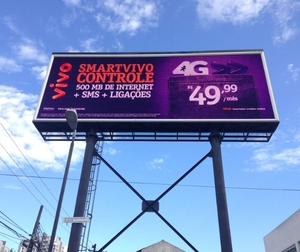 vivo
SMARTVIVO
CONTROLE
500 MB DE INTERNET
+ SMS + LIGAÇÕES
4G
R$ 49,99
/mês